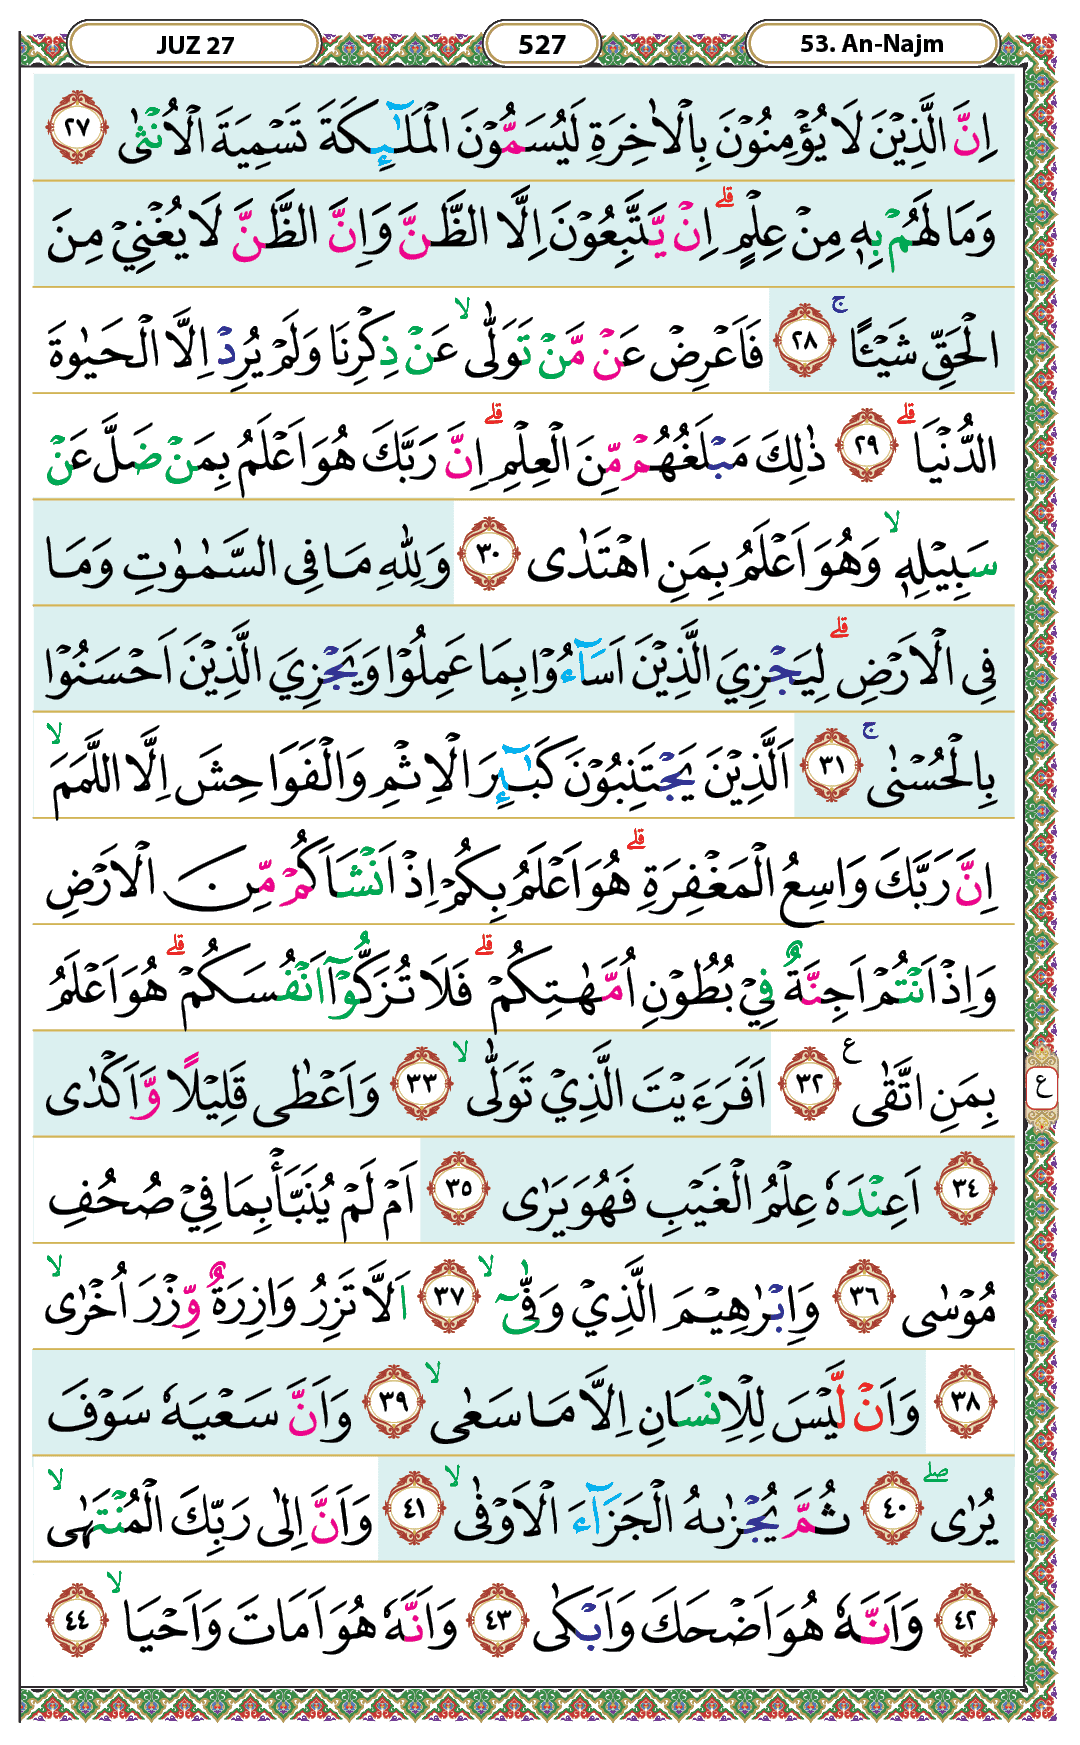 JUZ 27
527
53. An-Najm
اِنَّ الَّذِيْنَ لَا يُؤْمِنُوْنَ بِالْاٰخِرَةِ لَيُسَمُّوْنَ الْمَلٰۤىِٕكَةَ تَسْمِيَةَ الْاُنْثٰى ٢٧
وَمَا لَهُمْ بِهٖ مِنْ عِلْمٍۗ اِنْ يَّتَّبِعُوْنَ اِلَّا الظَّنَّ وَاِنَّ الظَّنَّ لَا يُغْنِيْ مِنَ
الْحَقِّ شَيْـًٔاۚ ٢٨ فَاَعْرِضْ عَنْ مَّنْ تَوَلّٰىۙ عَنْ ذِكْرِنَا وَلَمْ يُرِدْ اِلَّا الْحَيٰوةَ
الدُّنْيَاۗ ٢٩ ذٰلِكَ مَبْلَغُهُمْ مِّنَ الْعِلْمِۗ اِنَّ رَبَّكَ هُوَ اَعْلَمُ بِمَنْ ضَلَّ عَنْ
سَبِيْلِهٖۙ وَهُوَ اَعْلَمُ بِمَنِ اهْتَدٰى ٣٠ وَلِلّٰهِ مَا فِى السَّمٰوٰتِ وَمَا
فِى الْاَرْضِۗ لِيَجْزِيَ الَّذِيْنَ اَسَاۤءُوْا بِمَا عَمِلُوْا وَيَجْزِيَ الَّذِيْنَ اَحْسَنُوْا
بِالْحُسْنٰىۚ ٣١ اَلَّذِيْنَ يَجْتَنِبُوْنَ كَبٰۤىِٕرَ الْاِثْمِ وَالْفَوَاحِشَ اِلَّا اللَّمَمَۙ
اِنَّ رَبَّكَ وَاسِعُ الْمَغْفِرَةِۗ هُوَ اَعْلَمُ بِكُمْ اِذْ اَنْشَاَكُمْ مِّنَ الْاَرْضِ
وَاِذْ اَنْتُمْ اَجِنَّةٌ فِيْ بُطُوْنِ اُمَّهٰتِكُمْۗ فَلَا تُزَكُّوْٓا اَنْفُسَكُمْۗ هُوَ اَعْلَمُ
بِمَنِ اتَّقٰى ࣖ ٣٢ اَفَرَءَيْتَ الَّذِيْ تَوَلّٰىۙ ٣٣ وَاَعْطٰى قَلِيْلًا وَّاَكْدٰى
ع
٣٤ اَعِنْدَهٗ عِلْمُ الْغَيْبِ فَهُوَ يَرٰى ٣٥ اَمْ لَمْ يُنَبَّأْ بِمَا فِيْ صُحُفِ
مُوْسٰى ٣٦ وَاِبْرٰهِيْمَ الَّذِيْ وَفّٰىٓۙ ٣٧ اَلَّا تَزِرُ وَازِرَةٌ وِّزْرَ اُخْرٰىۙ
٣٨ وَاَنْ لَّيْسَ لِلْاِنْسَانِ اِلَّا مَا سَعٰىۙ ٣٩ وَاَنَّ سَعْيَهٗ سَوْفَ
يُرٰىۖ ٤٠ ثُمَّ يُجْزٰىهُ الْجَزَاۤءَ الْاَوْفٰىۙ ٤١ وَاَنَّ اِلٰى رَبِّكَ الْمُنْتَهٰىۙ
٤٢ وَاَنَّهٗ هُوَ اَضْحَكَ وَاَبْكٰى ٤٣ وَاَنَّهٗ هُوَ اَمَاتَ وَاَحْيَاۙ ٤٤